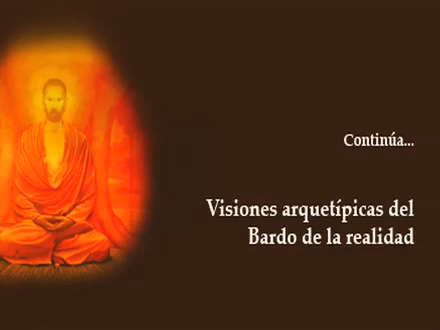 Continúa...
Visiones arquetípicas del
Bardo de la realidad